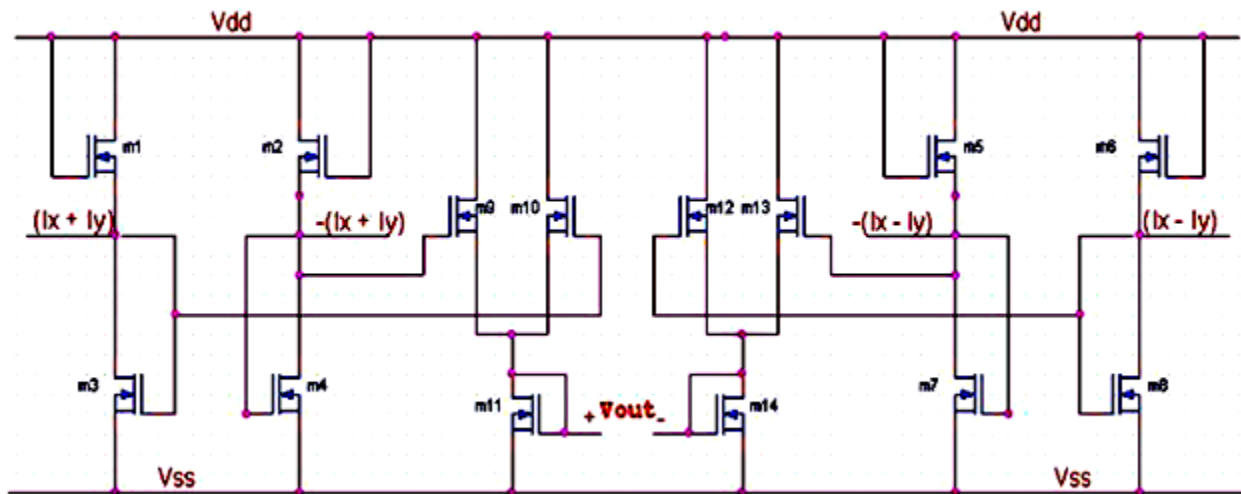 Vdd Vdd
m1 m2 m5 m6
m9 m10 m12 m13
(Ix + Iy) -(Ix + Iy) -(Ix - Iy) (Ix - Iy)
m3 m4 m7 m8
m11 + Vout - m14
Vss Vss